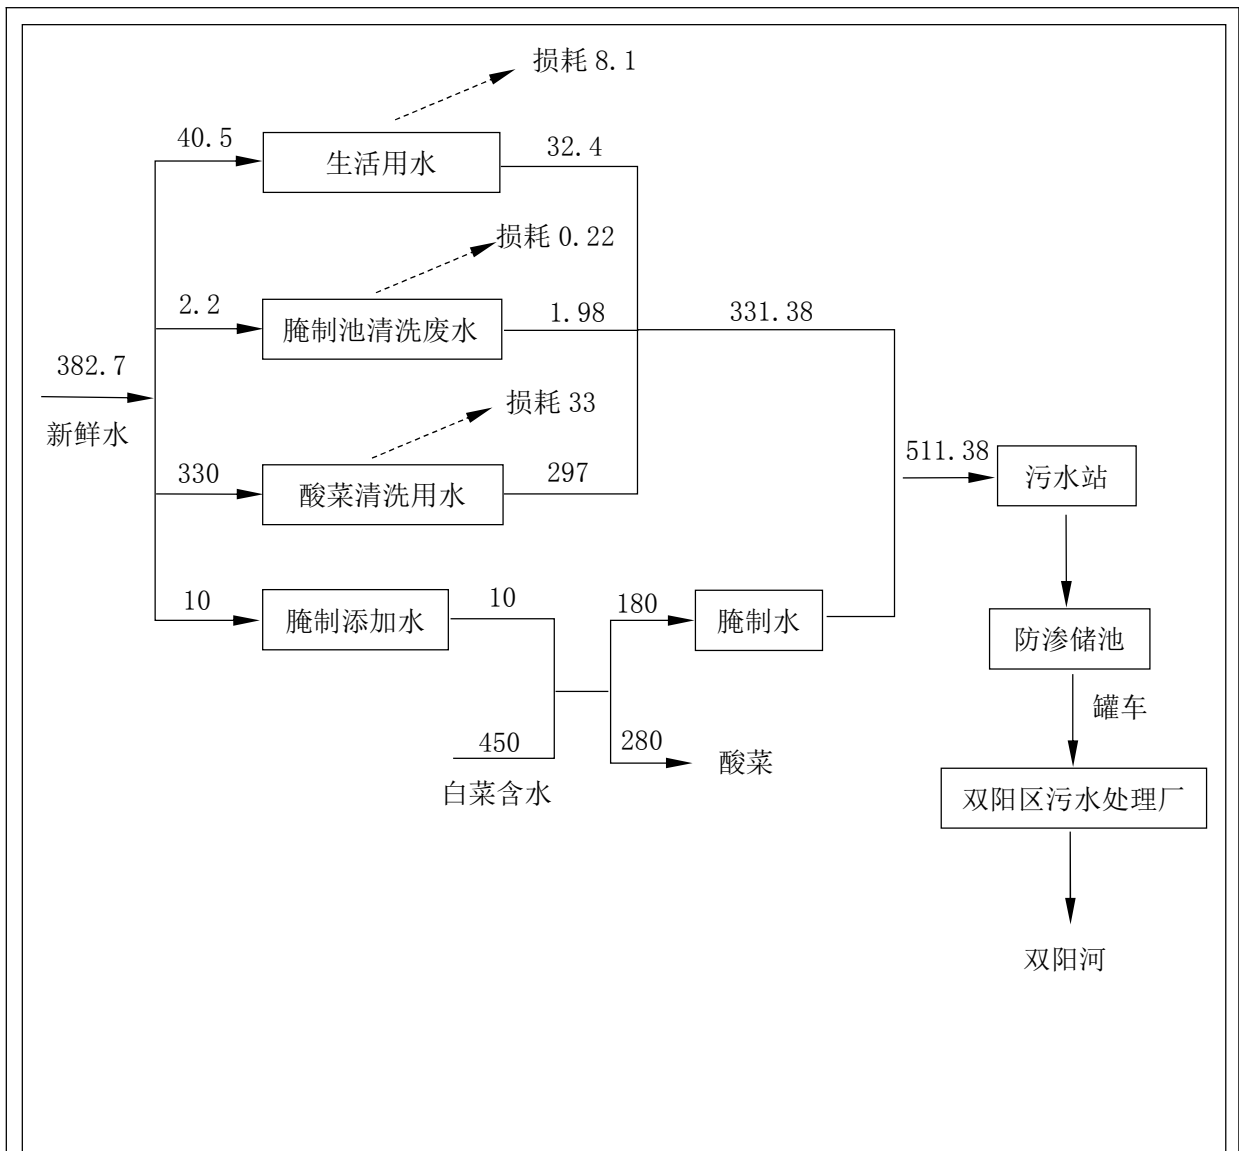 损耗 8.1
40.5
生活用水
32.4
损耗 0.22
2.2
腌制池清洗废水
1.98
331.38
382.7
新鲜水
损耗 33
330
酸菜清洗用水
297
511.38
污水站
10
腌制添加水
10
180
腌制水
防渗储池
罐车
450
白菜含水
280
酸菜
双阳区污水处理厂
双阳河